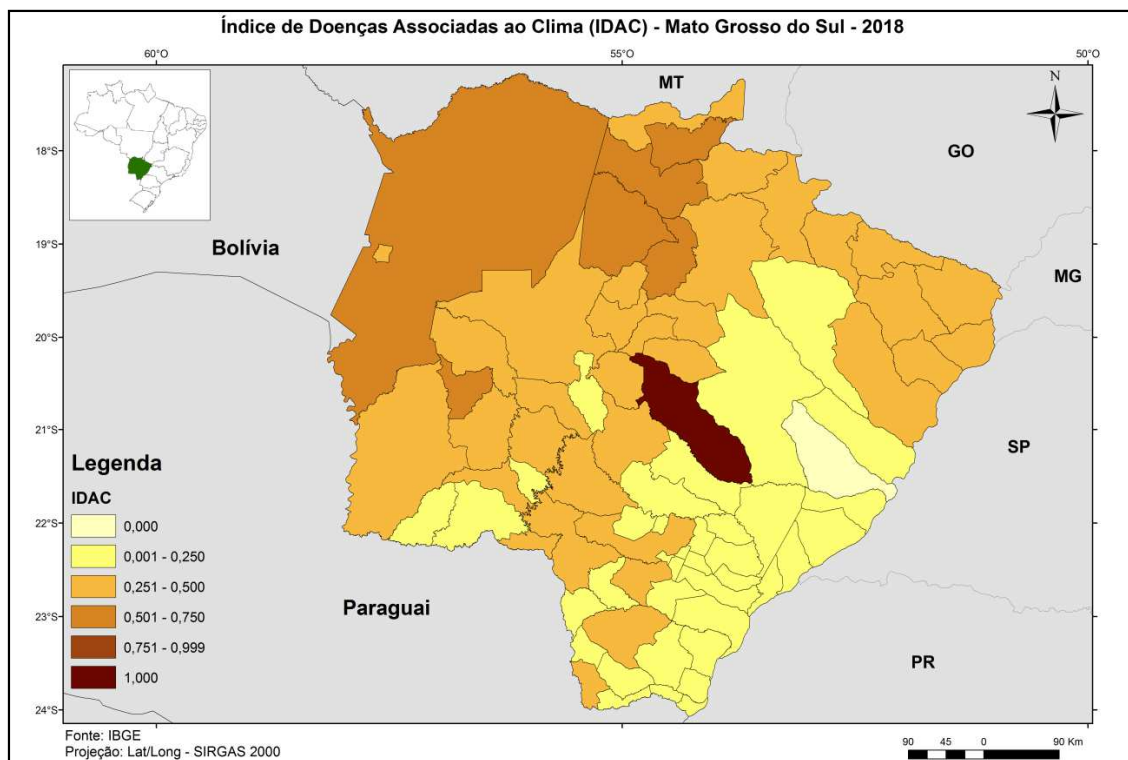 Índice de Doenças Associadas ao Clima (IDAC) - Mato Grosso do Sul - 2018
60°O
55°O
50°O
MT
N
18°S
GO
Bolívia
19°S
MG
20°S
21°S
SP
Legenda
IDAC
22°S
0,000
0,001 - 0,250
0,251 - 0,500
Paraguai
23°S
0,501 - 0,750
0,751 - 0,999
PR
1,000
24°S
Fonte: IBGE
Projeção: Lat/Long - SIRGAS 2000
90 45 0 90 Km